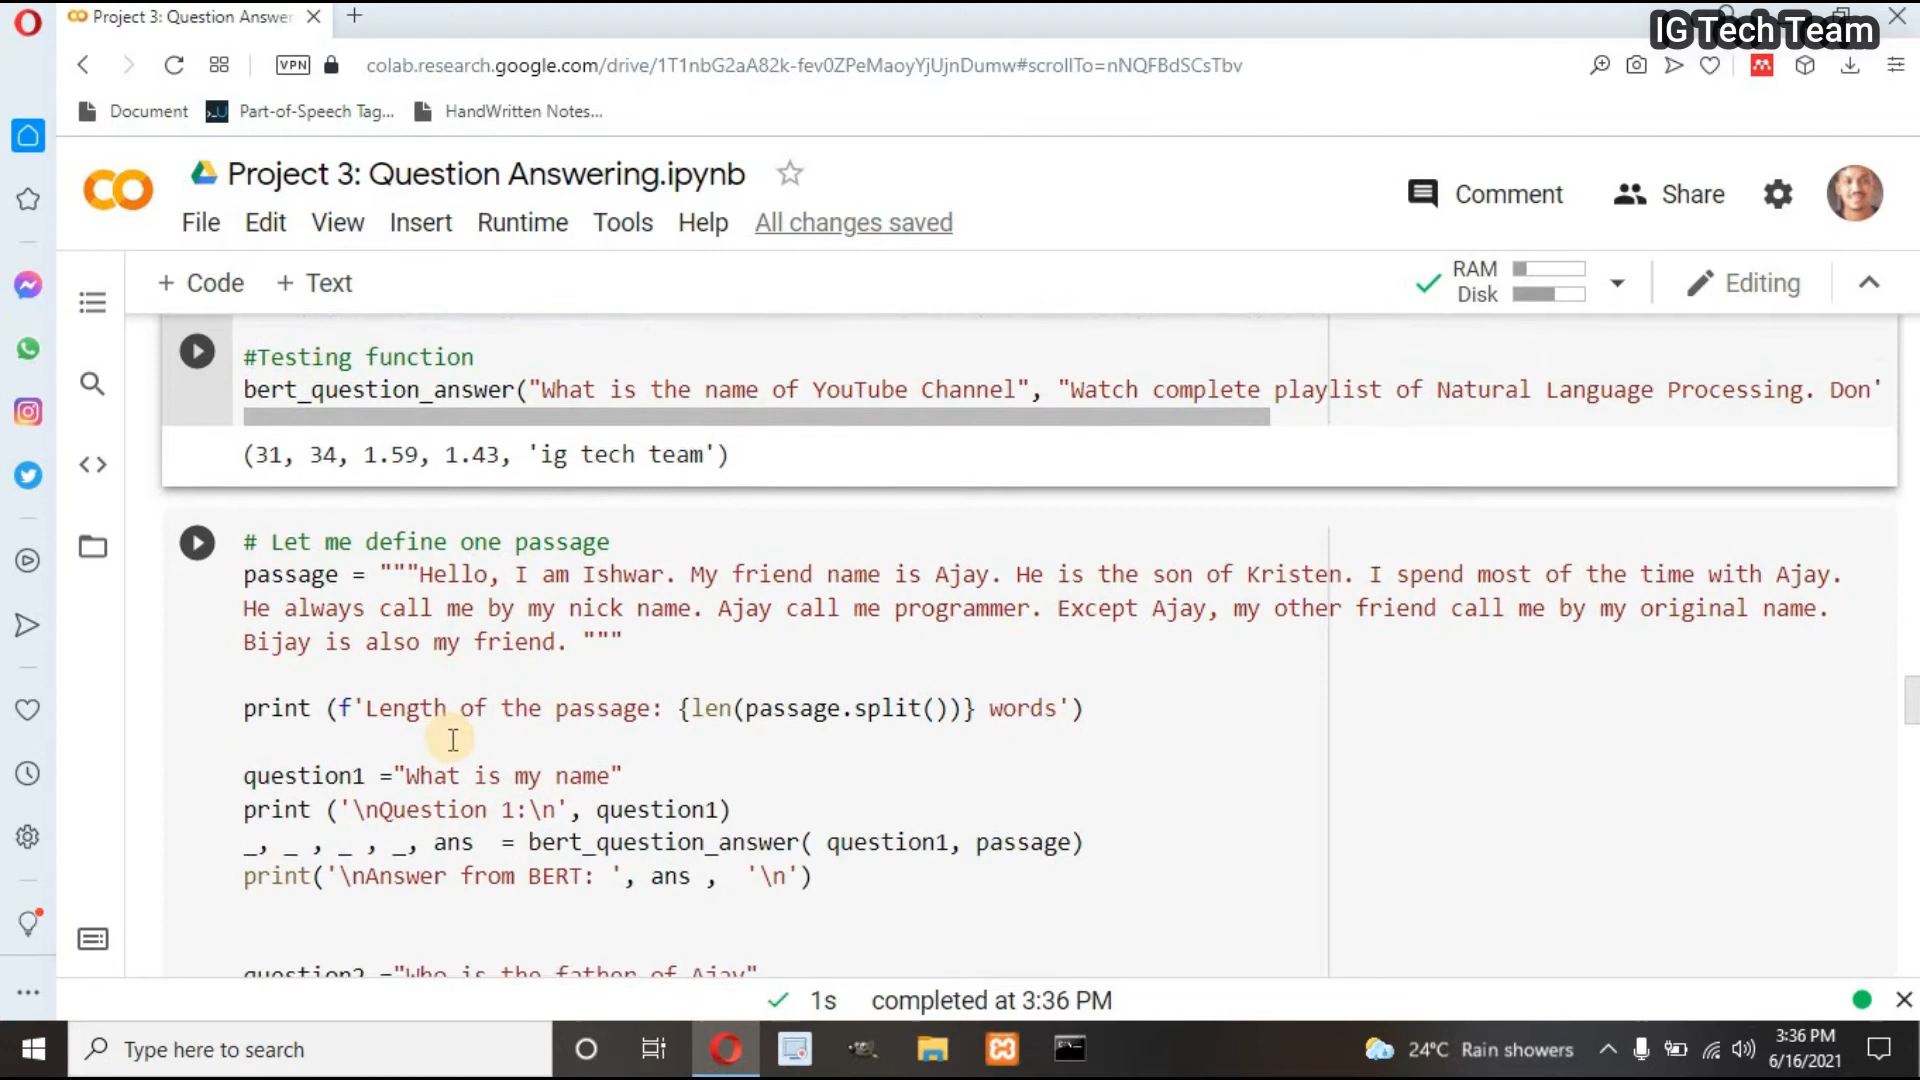 Project 3: Question Answer
IG Tech Team
VPN
colab.research.google.com/drive/1T1nbG2aA82k-fev0ZPeMaoyYjUjnDumw#scrollTo=nNQFBdSCsTbv
Document
Part-of-Speech Tag...
HandWritten Notes...
Project 3: Question Answering.ipynb
Comment
Share
File Edit View Insert Runtime Tools Help All changes saved
+ Code + Text
RAM
Disk
Editing
#Testing function
bert_question_answer("What is the name of YouTube Channel", "Watch complete playlist of Natural Language Processing. Don'
(31, 34, 1.59, 1.43, 'ig tech team')
# Let me define one passage
passage = """Hello, I am Ishwar. My friend name is Ajay. He is the son of Kristen. I spend most of the time with Ajay.
He always call me by my nick name. Ajay call me programmer. Except Ajay, my other friend call me by my original name.
Bijay is also my friend. """
print (f'Length of the passage: {len(passage.split())} words')
question1 ="What is my name"
print ('\nQuestion 1:\n', question1)
_, _ , _ , _, ans  = bert_question_answer( question1, passage)
print('\nAnswer from BERT: ', ans ,  '\n')
question2 ="Who is the father of Ajay"
1s completed at 3:36 PM
Type here to search
24°C Rain showers
3:36 PM
6/16/2021